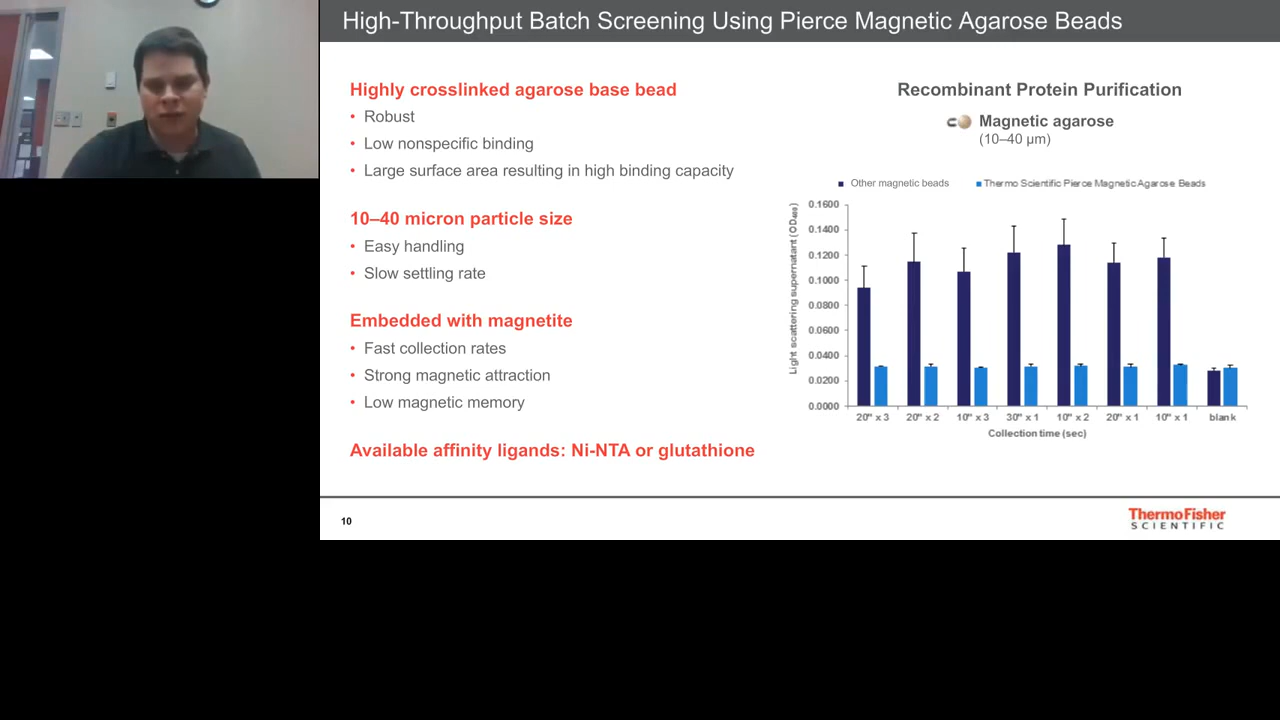 High-Throughput Batch Screening Using Pierce Magnetic Agarose Beads
Highly crosslinked agarose base bead
• Robust
• Low nonspecific binding
• Large surface area resulting in high binding capacity
10–40 micron particle size
• Easy handling
• Slow settling rate
Embedded with magnetite
• Fast collection rates
• Strong magnetic attraction
• Low magnetic memory
Available affinity ligands: Ni-NTA or glutathione
Recombinant Protein Purification
Magnetic agarose
(10–40 µm)
Other magnetic beads
Thermo Scientific Pierce Magnetic Agarose Beads
Light scattering supernatant (OD
0.1600
0.1400
0.1200
0.1000
0.0800
0.0600
0.0400
0.0200
0.0000
20" x 3 20" x 2 10" x 3 30" x 1 10" x 2 20" x 1 10" x 1 blank
Collection time (sec)
10
ThermoFisher
SCIENTIFIC